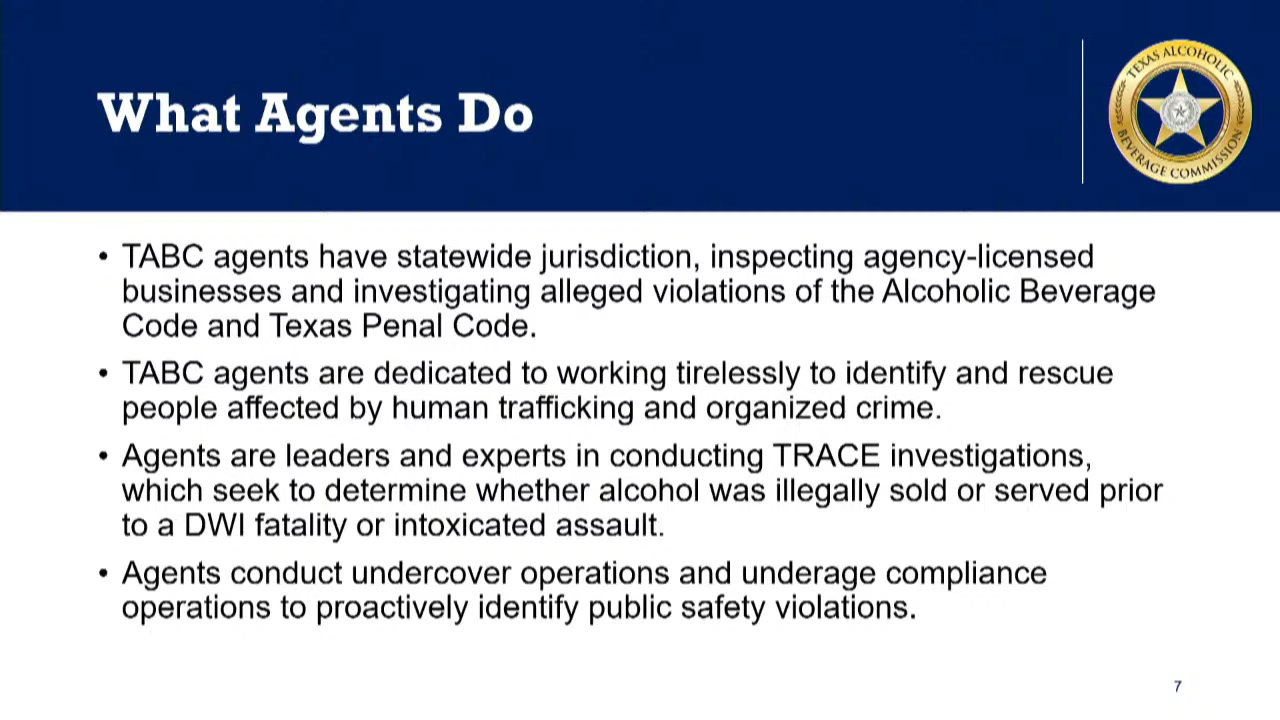 What Agents Do
TEXAS ALCOHOLIC
BEVERAGE COMMISSION
• TABC agents have statewide jurisdiction, inspecting agency-licensed
businesses and investigating alleged violations of the Alcoholic Beverage
Code and Texas Penal Code.
• TABC agents are dedicated to working tirelessly to identify and rescue
people affected by human trafficking and organized crime.
• Agents are leaders and experts in conducting TRACE investigations,
which seek to determine whether alcohol was illegally sold or served prior
to a DWI fatality or intoxicated assault.
• Agents conduct undercover operations and underage compliance
operations to proactively identify public safety violations.
7